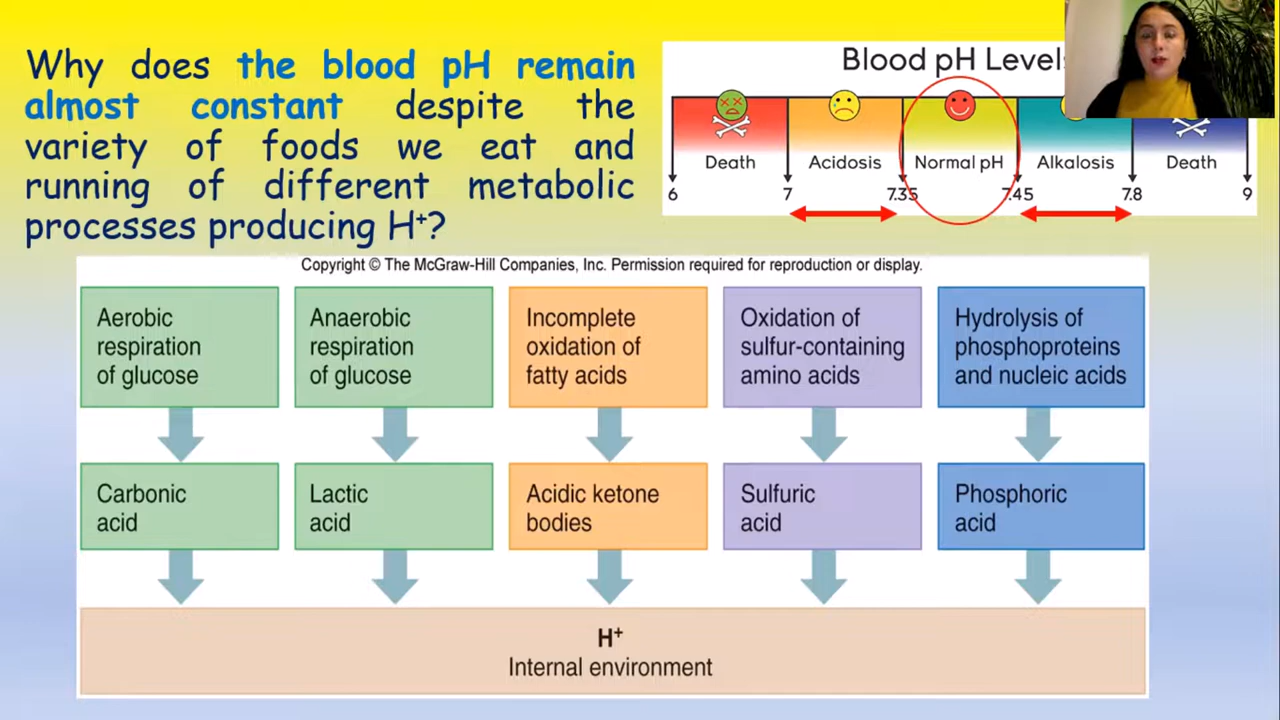 Why does the blood pH remain
almost constant despite the
variety of foods we eat and
running of different metabolic
processes producing H⁺?
Blood pH Levels
Death
Acidosis
Normal pH
Alkalosis
Death
6
7
7.35
7.45
7.8
9
Copyright © The McGraw-Hill Companies, Inc. Permission required for reproduction or display.
Aerobic
respiration
of glucose
Anaerobic
respiration
of glucose
Incomplete
oxidation of
fatty acids
Oxidation of
sulfur-containing
amino acids
Hydrolysis of
phosphoproteins
and nucleic acids
Carbonic
acid
Lactic
acid
Acidic ketone
bodies
Sulfuric
acid
Phosphoric
acid
H⁺
Internal environment